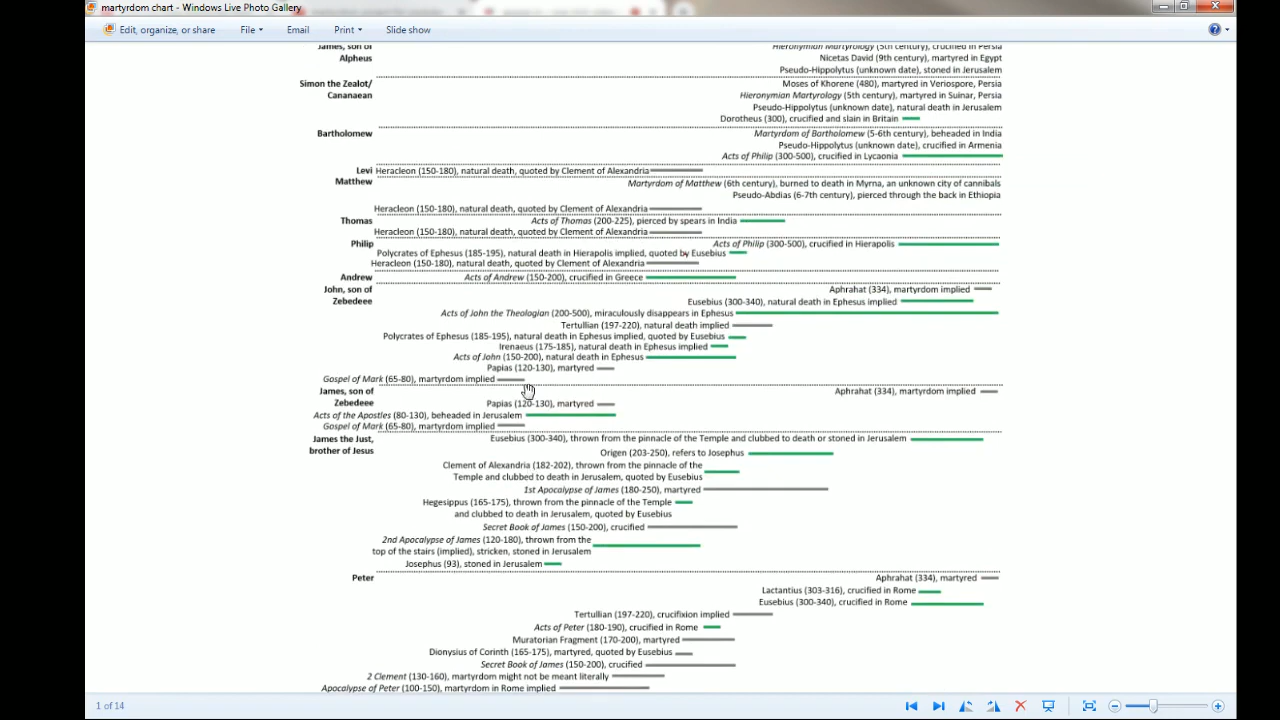 martyrdom chart - Windows Live Photo Gallery
Edit, organize, or share File Email Print Slide show
James, son of Hieronymian Martyrology (5th century), crucified in Persia
Alpheus Nicetas David (9th century), martyred in Egypt
Pseudo-Hippolytus (unknown date), stoned in Jerusalem
Simon the Zealot/ Moses of Khorene (480), martyred in Veriospore, Persia
Cananaean Hieronymian Martyrology (5th century), martyred in Suinar, Persia
Pseudo-Hippolytus (unknown date), natural death in Jerusalem
Dorotheus (300), crucified and slain in Britain
Bartholomew Martyrdom of Bartholomew (5-6th century), beheaded in India
Pseudo-Hippolytus (unknown date), crucified in Armenia
Acts of Philip (300-500), crucified in Lycaonia
Levi Heracleon (150-180), natural death, quoted by Clement of Alexandria
Matthew Martyrdom of Matthew (6th century), burned to death in Myrna, an unknown city of cannibals
Pseudo-Abdias (6-7th century), pierced through the back in Ethiopia
Heracleon (150-180), natural death, quoted by Clement of Alexandria
Thomas Acts of Thomas (200-225), pierced by spears in India
Heracleon (150-180), natural death, quoted by Clement of Alexandria
Philip Acts of Philip (300-500), crucified in Hierapolis
Polycrates of Ephesus (185-195), natural death in Hierapolis implied, quoted by Eusebius
Heracleon (150-180), natural death, quoted by Clement of Alexandria
Andrew Acts of Andrew (150-200), crucified in Greece
John, son of Aphrahat (334), martyrdom implied
Zebedeee Eusebius (300-340), natural death in Ephesus implied
Acts of John the Theologian (200-500), miraculously disappears in Ephesus
Tertullian (197-220), natural death implied
Polycrates of Ephesus (185-195), natural death in Ephesus implied, quoted by Eusebius
Irenaeus (175-185), natural death in Ephesus implied
Acts of John (150-200), natural death in Ephesus
Papias (120-130), martyred
Gospel of Mark (65-80), martyrdom implied
James, son of Aphrahat (334), martyrdom implied
Zebedeee Papias (120-130), martyred
Acts of the Apostles (80-130), beheaded in Jerusalem
Gospel of Mark (65-80), martyrdom implied
James the Just, Eusebius (300-340), thrown from the pinnacle of the Temple and clubbed to death or stoned in Jerusalem
brother of Jesus Origen (203-250), refers to Josephus
Clement of Alexandria (182-202), thrown from the pinnacle of the
Temple and clubbed to death in Jerusalem, quoted by Eusebius
1st Apocalypse of James (180-250), martyred
Hegesippus (165-175), thrown from the pinnacle of the Temple
and clubbed to death in Jerusalem, quoted by Eusebius
Secret Book of James (150-200), crucified
2nd Apocalypse of James (120-180), thrown from the
top of the stairs (implied), stricken, stoned in Jerusalem
Josephus (93), stoned in Jerusalem
Peter Aphrahat (334), martyred
Lactantius (303-316), crucified in Rome
Eusebius (300-340), crucified in Rome
Tertullian (197-220), crucifixion implied
Acts of Peter (180-190), crucified in Rome
Muratorian Fragment (170-200), martyred
Dionysius of Corinth (165-175), martyred, quoted by Eusebius
Secret Book of James (150-200), crucified
2 Clement (130-160), martyrdom might not be meant literally
Apocalypse of Peter (100-150), martyrdom in Rome implied
1 of 14